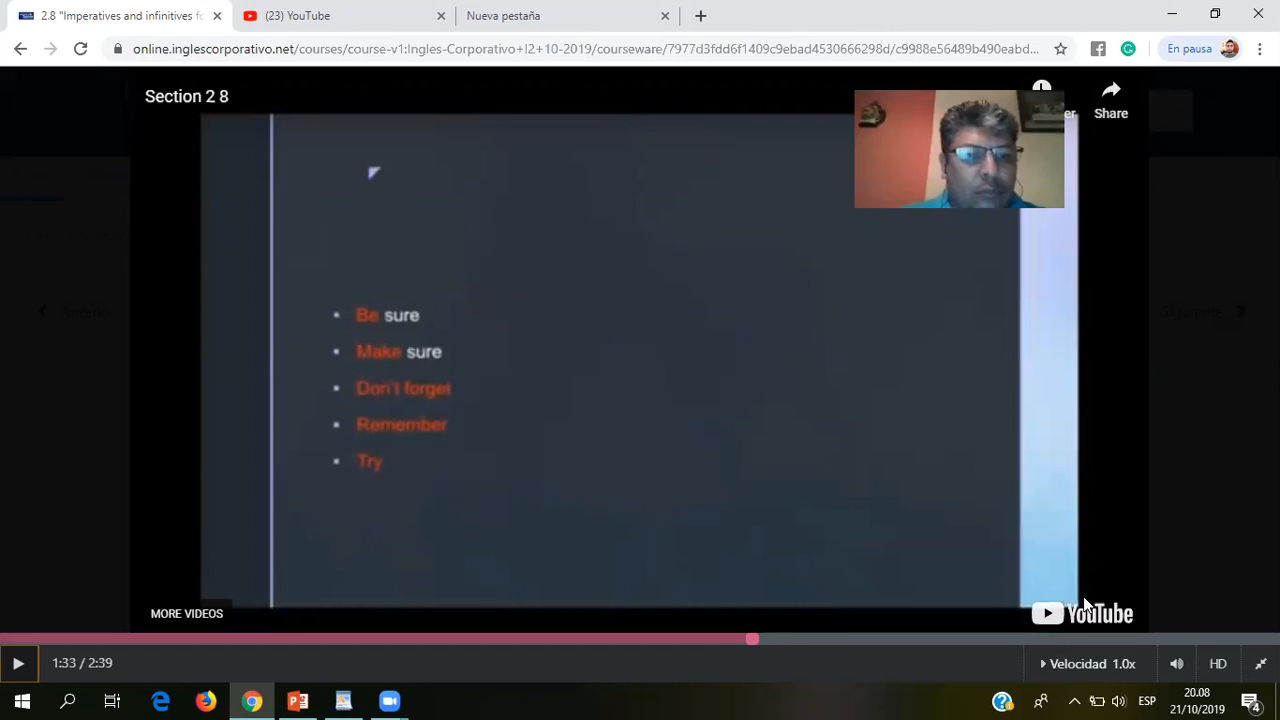 2.8 "Imperatives and infinitives fo
(23) YouTube
Nueva pestaña
online.inglescorporativo.net/courses/course-v1:Ingles-Corporativo+I2+10-2019/courseware/7977d3fdd6f1409c9ebad4530666298d/c9988e56489b490eabd...
En pausa
Section 2 8
er
Share
• Be sure
• Make sure
• Don't forget
• Remember
• Try
MORE VIDEOS
YouTube
1:33 / 2:39
Velocidad 1.0x
HD
ESP
20.08
21/10/2019
4